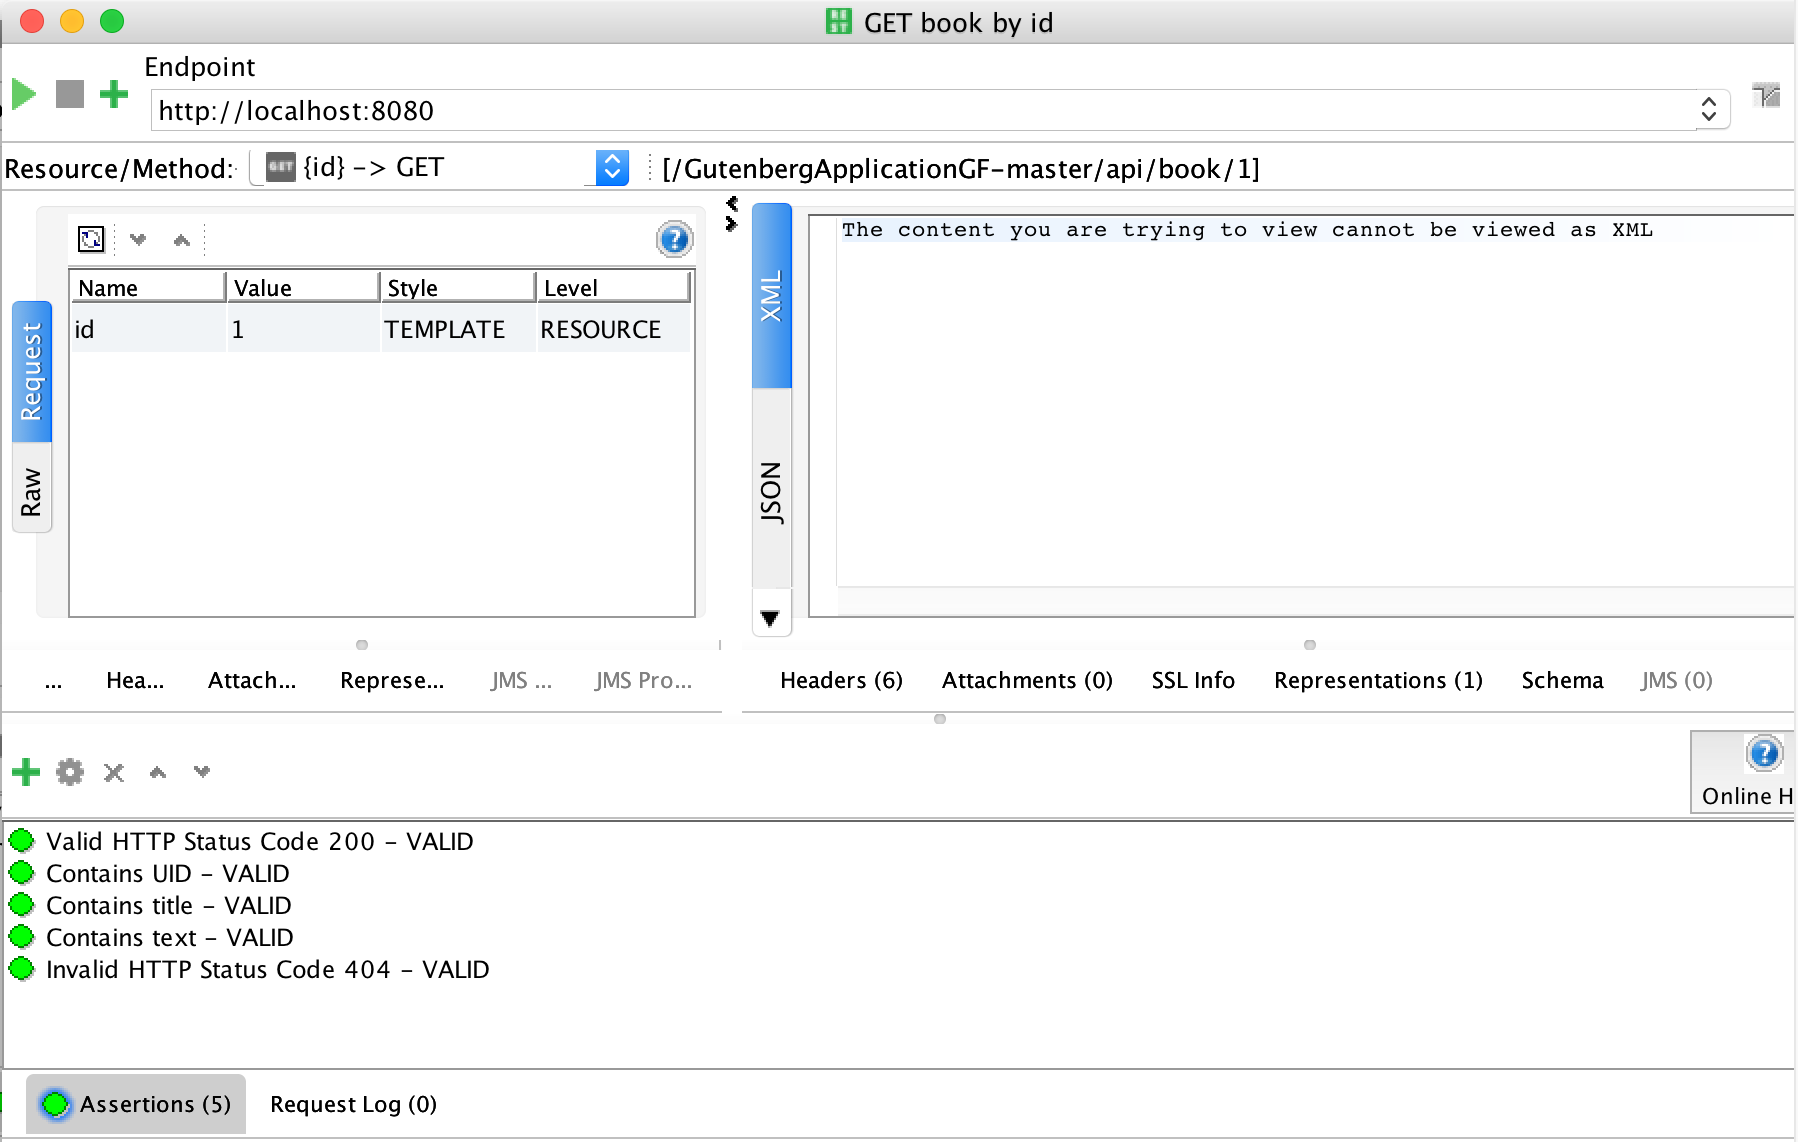 GET book by id
Endpoint
http://localhost:8080
Resource/Method: GET {id} -> GET [/GutenbergApplicationGF-master/api/book/1]
Name Value Style Level
id 1 TEMPLATE RESOURCE
Request
Raw
XML
JSON
The content you are trying to view cannot be viewed as XML
... Hea... Attach... Represe... JMS ... JMS Pro...
Headers (6) Attachments (0) SSL Info Representations (1) Schema JMS (0)
Online H
Valid HTTP Status Code 200 - VALID
Contains UID - VALID
Contains title - VALID
Contains text - VALID
Invalid HTTP Status Code 404 - VALID
Assertions (5) Request Log (0)